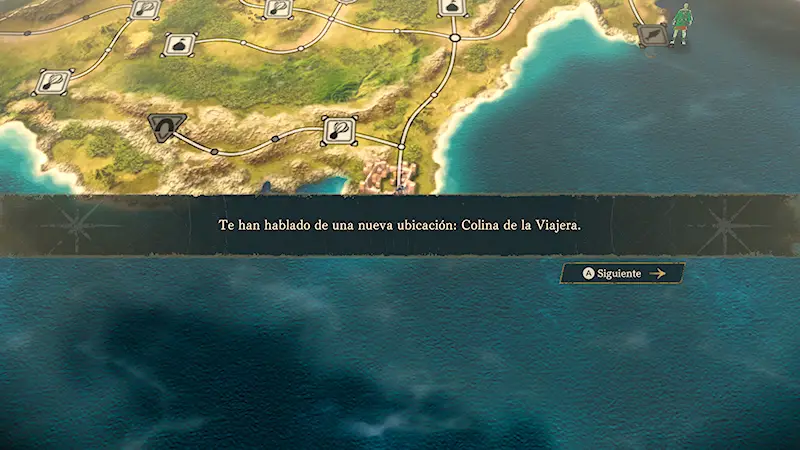 Te han hablado de una nueva ubicación: Colina de la Viajera.
A Siguiente